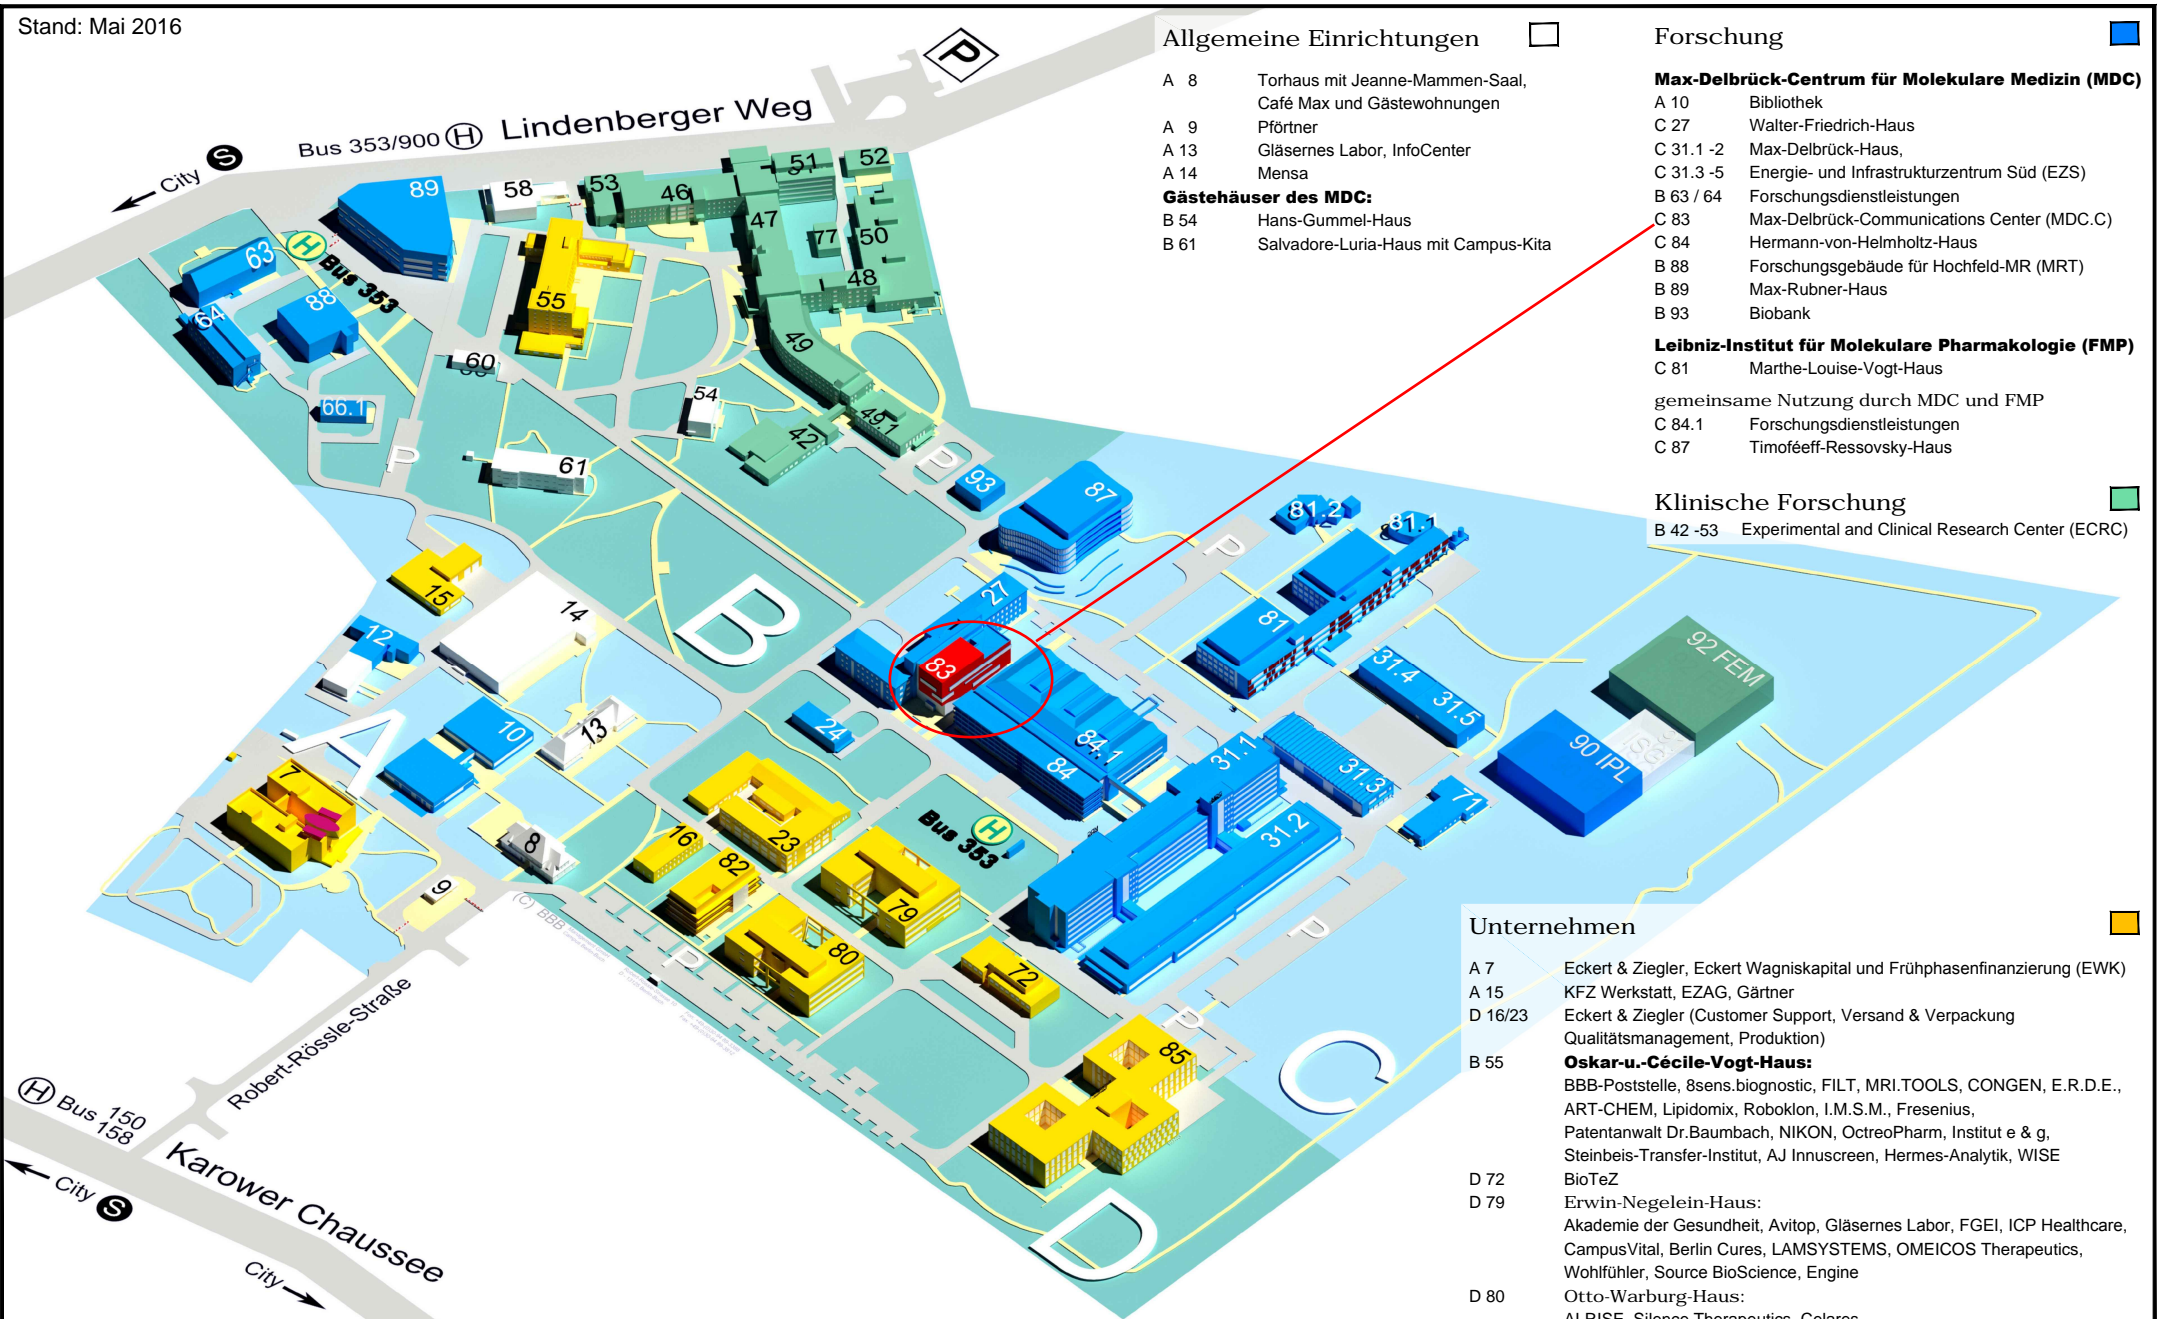 Stand: Mai 2016
P
Lindenberger Weg
Bus 353/900 H
City S
Allgemeine Einrichtungen
A 8 Torhaus mit Jeanne-Mammen-Saal,
Café Max und Gästewohnungen
A 9 Pförtner
A 13 Gläsernes Labor, InfoCenter
A 14 Mensa
Gästehäuser des MDC:
B 54 Hans-Gummel-Haus
B 61 Salvadore-Luria-Haus mit Campus-Kita
Forschung
Max-Delbrück-Centrum für Molekulare Medizin (MDC)
A 10 Bibliothek
C 27 Walter-Friedrich-Haus
C 31.1 -2 Max-Delbrück-Haus,
C 31.3 -5 Energie- und Infrastrukturzentrum Süd (EZS)
B 63 / 64 Forschungsdienstleistungen
C 83 Max-Delbrück-Communications Center (MDC.C)
C 84 Hermann-von-Helmholtz-Haus
B 88 Forschungsgebäude für Hochfeld-MR (MRT)
B 89 Max-Rubner-Haus
B 93 Biobank
Leibniz-Institut für Molekulare Pharmakologie (FMP)
C 81 Marthe-Louise-Vogt-Haus
gemeinsame Nutzung durch MDC und FMP
C 84.1 Forschungsdienstleistungen
C 87 Timoféeff-Ressovsky-Haus
Klinische Forschung
B 42 -53 Experimental and Clinical Research Center (ECRC)
89
58
53
46
51
52
47
77
50
48
63
H
Bus 353
88
64
55
49
60
54
66.1
49.1
42
P
61
P
93
87
81.2
81.1
P
15
14
12
B
27
83
81
31.4
31.5
92 FEM
90 IPL
A
10
13
24
84.1
84
31.1
31.3
71
7
8
16
23
82
H
Bus 353
31.2
9
79
80
72
P
P
P
(C) BBB
85
C
D
Robert-Rössle-Straße
H Bus 150
158
Karower Chaussee
City S
City
Unternehmen
A 7 Eckert & Ziegler, Eckert Wagniskapital und Frühphasenfinanzierung (EWK)
A 15 KFZ Werkstatt, EZAG, Gärtner
D 16/23 Eckert & Ziegler (Customer Support, Versand & Verpackung
Qualitätsmanagement, Produktion)
B 55 Oskar-u.-Cécile-Vogt-Haus:
BBB-Poststelle, 8sens.biognostic, FILT, MRI.TOOLS, CONGEN, E.R.D.E.,
ART-CHEM, Lipidomix, Roboklon, I.M.S.M., Fresenius,
Patentanwalt Dr.Baumbach, NIKON, OctreoPharm, Institut e & g,
Steinbeis-Transfer-Institut, AJ Innuscreen, Hermes-Analytik, WISE
D 72 BioTeZ
D 79 Erwin-Negelein-Haus:
Akademie der Gesundheit, Avitop, Gläsernes Labor, FGEI, ICP Healthcare,
CampusVital, Berlin Cures, LAMSYSTEMS, OMEICOS Therapeutics,
Wohlfühler, Source BioScience, Engine
D 80 Otto-Warburg-Haus: